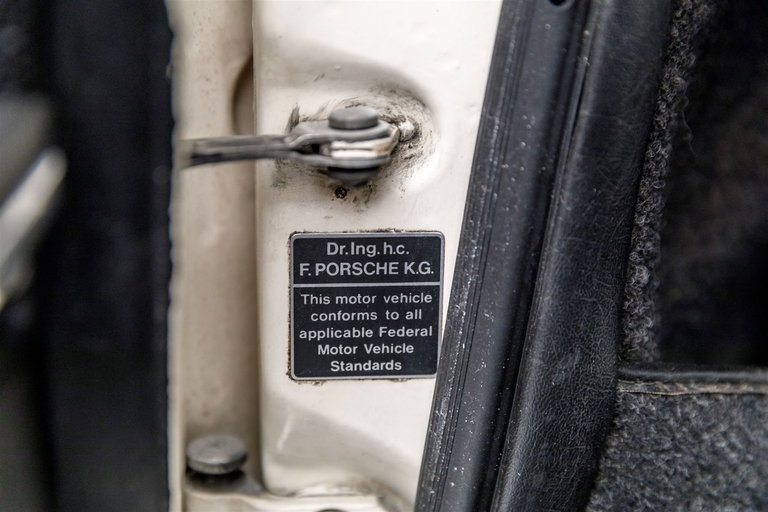 Dr.Ing.h.c.
F.PORSCHE K.G.
This motor vehicle
conforms to all
applicable Federal
Motor Vehicle
Standards